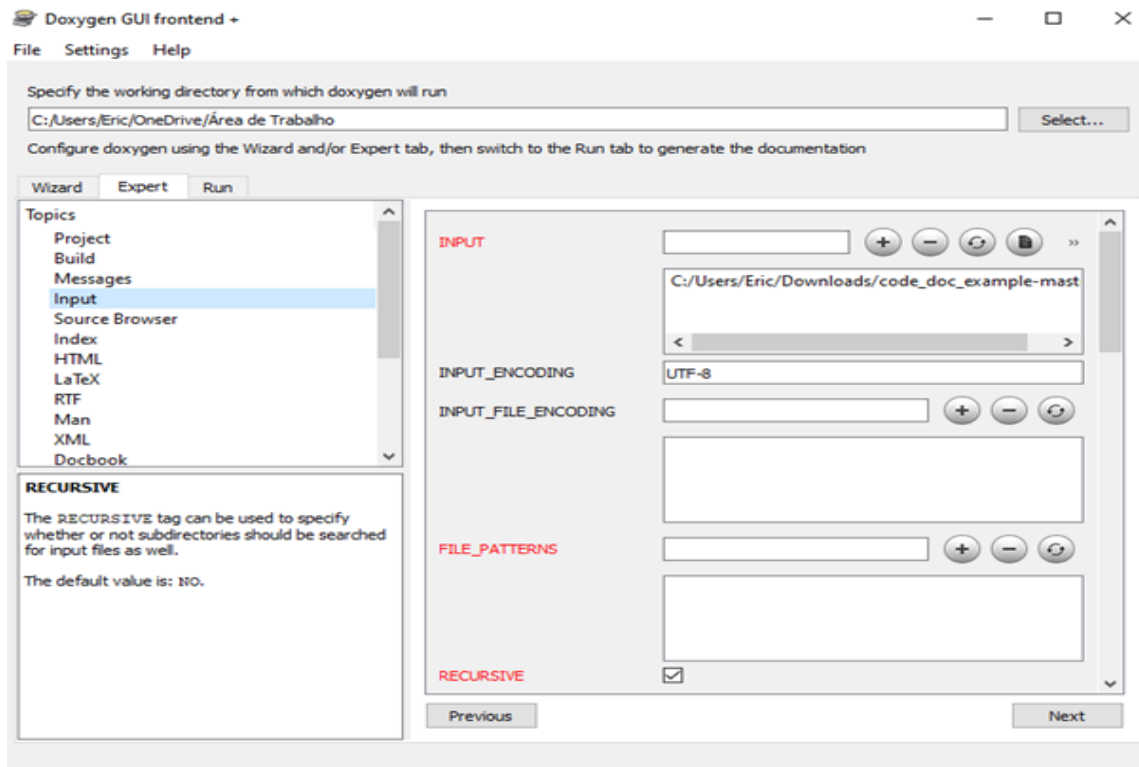 Doxygen GUI frontend +
File Settings Help
Specify the working directory from which doxygen will run
C:/Users/Eric/OneDrive/Área de Trabalho
Select...
Configure doxygen using the Wizard and/or Expert tab, then switch to the Run tab to generate the documentation
Wizard Expert Run
Topics
Project
Build
Messages
Input
Source Browser
Index
HTML
LaTeX
RTF
Man
XML
Docbook
RECURSIVE
The RECURSIVE tag can be used to specify
whether or not subdirectories should be searched
for input files as well.
The default value is: NO.
INPUT
C:/Users/Eric/Downloads/code_doc_example-mast
INPUT_ENCODING
UTF-8
INPUT_FILE_ENCODING
FILE_PATTERNS
RECURSIVE
Previous
Next